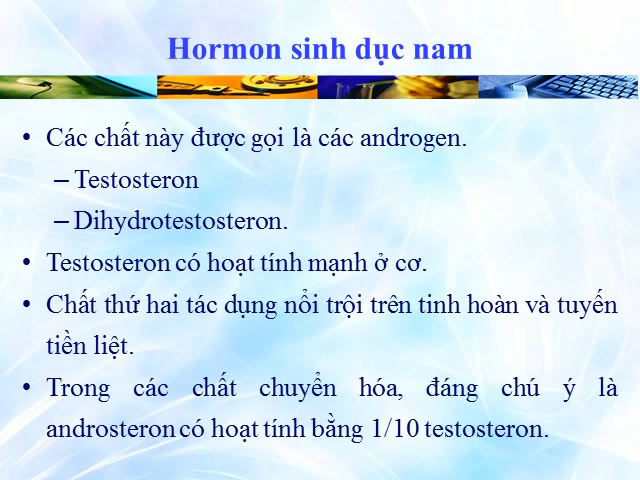 Hormon sinh dục nam
• Các chất này được gọi là các androgen.
– Testosteron
– Dihydrotestosteron.
• Testosteron có hoạt tính mạnh ở cơ.
• Chất thứ hai tác dụng nổi trội trên tinh hoàn và tuyến
tiền liệt.
• Trong các chất chuyển hóa, đáng chú ý là
androsteron có hoạt tính bằng 1/10 testosteron.